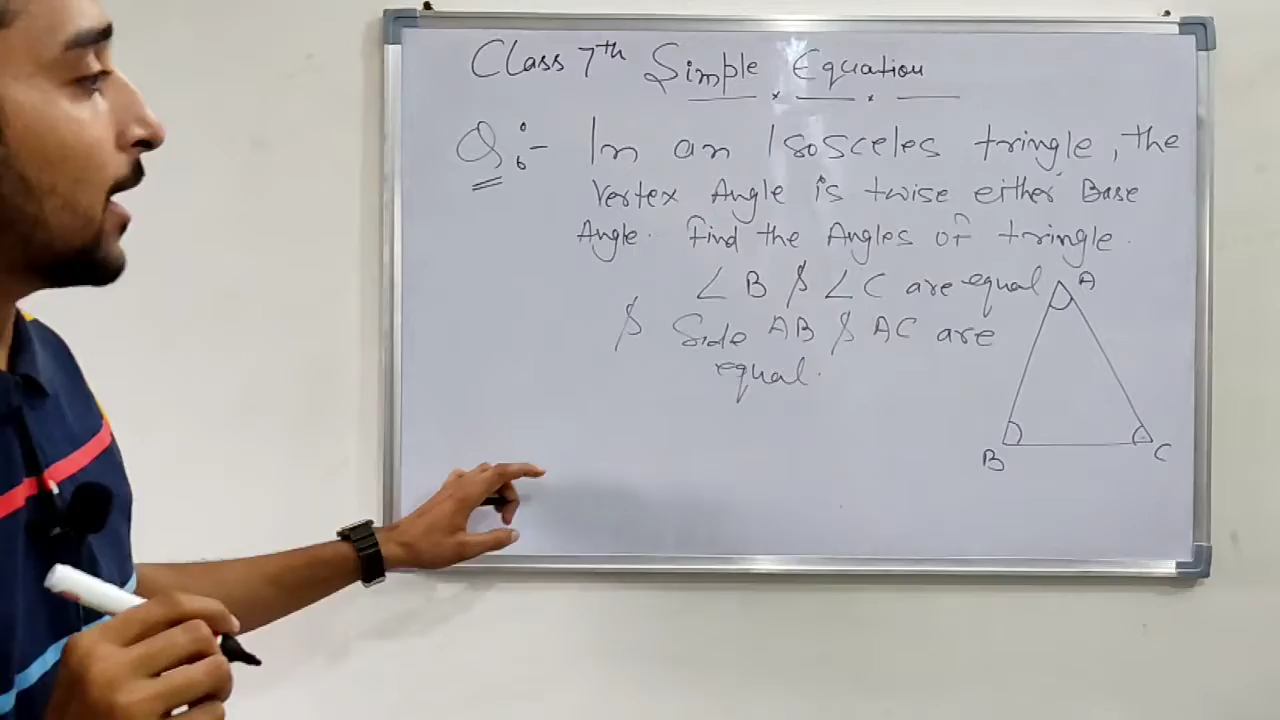 Class 7th Simple Equation
Q:- In an Isosceles tringle, the
Vertex Angle is twise either Base
Angle. Find the Angles of tringle.
∠B & ∠C are equal
& Side AB & AC are
equal.
A
B
C